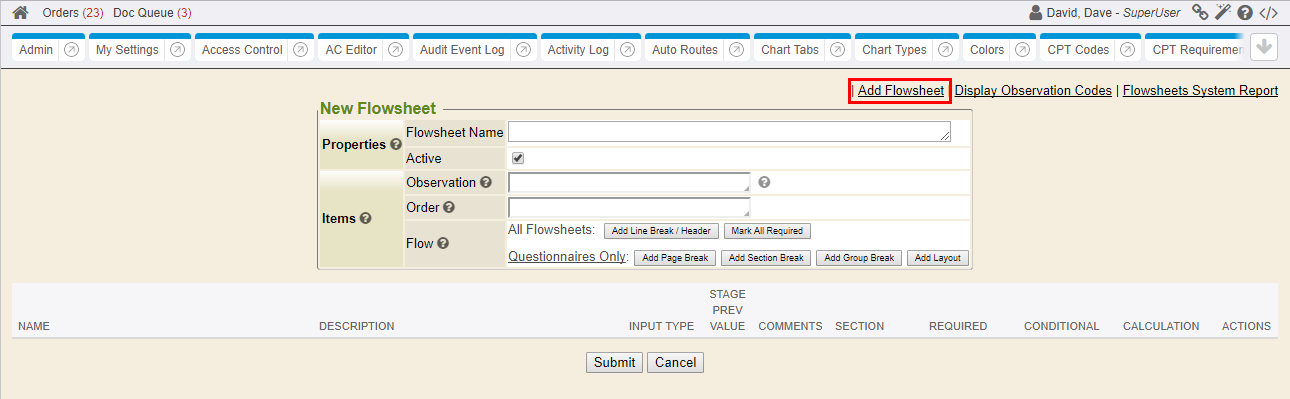 Orders (23) Doc Queue (3) David, Dave - SuperUser
Admin My Settings Access Control AC Editor Audit Event Log Activity Log Auto Routes Chart Tabs Chart Types Colors CPT Codes CPT Requiremen
| Add Flowsheet | Display Observation Codes | Flowsheets System Report
New Flowsheet
Properties
Flowsheet Name
Active
Items
Observation
Order
Flow
All Flowsheets: Add Line Break / Header Mark All Required
Questionnaires Only: Add Page Break Add Section Break Add Group Break Add Layout
NAME DESCRIPTION INPUT TYPE STAGE PREV VALUE COMMENTS SECTION REQUIRED CONDITIONAL CALCULATION ACTIONS
Submit Cancel